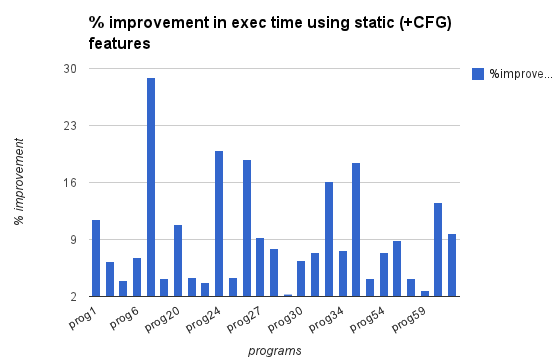 % improvement in exec time using static (+CFG)
features
30
%improve...
23
16
9
2
% improvement
prog1
prog6
prog20
prog24
prog27
prog30
prog34
prog54
prog59
programs